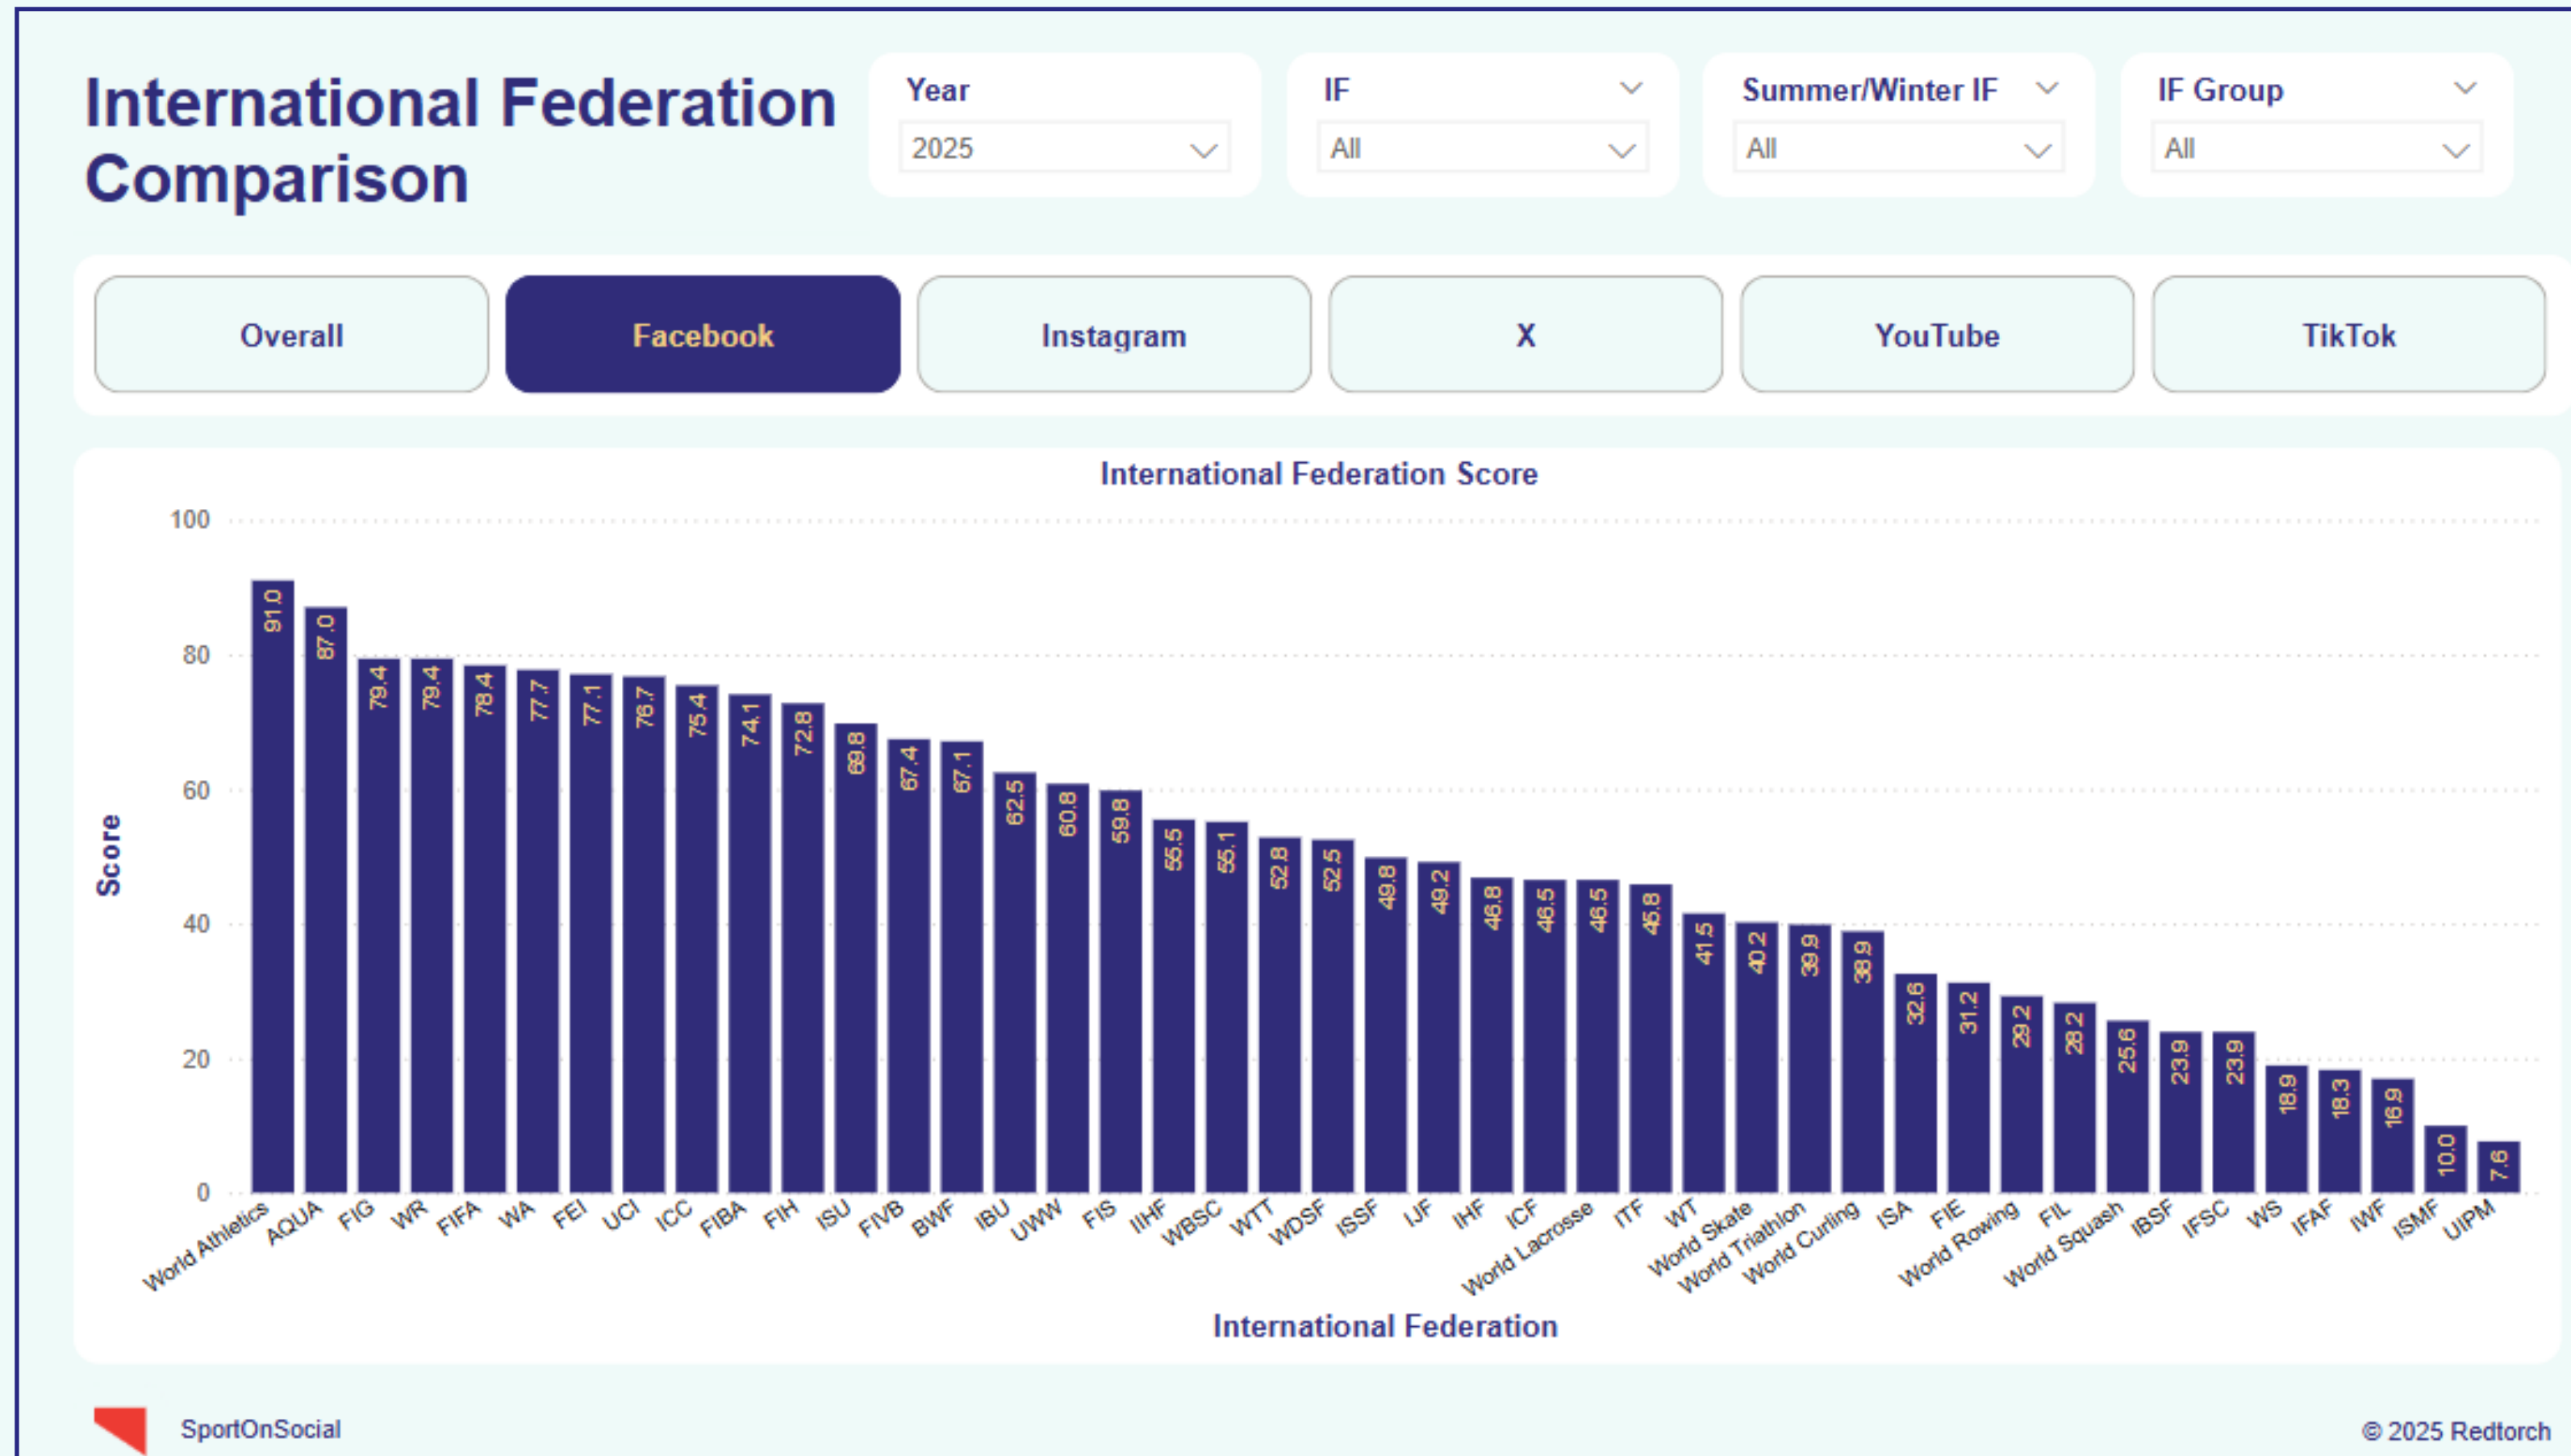 International Federation
Comparison
Year
2025
IF
All
Summer/Winter IF
All
IF Group
All
Overall
Facebook
Instagram
X
YouTube
TikTok
International Federation Score
Score
100
80
60
40
20
0
91.0
87.0
79.4
79.4
78.4
77.7
77.1
76.7
75.4
74.1
72.8
69.8
67.4
67.1
62.5
60.8
59.8
55.5
55.1
52.8
52.5
49.8
49.2
46.8
46.5
46.5
45.8
41.5
40.2
39.9
38.9
32.6
31.2
29.2
28.2
25.6
23.9
23.9
18.9
18.3
16.9
10.0
7.6
World Athletics
AQUA
FIG
WR
FIFA
WA
FEI
UCI
ICC
FIBA
FIH
ISU
FIVB
BWF
IBU
UWW
FIS
IIHF
WBSC
WTT
WDSF
ISSF
IJF
IHF
ICF
World Lacrosse
ITF
WT
World Skate
World Triathlon
World Curling
ISA
FIE
World Rowing
FIL
World Squash
IBSF
IFSC
WS
IFAF
IWF
ISMF
UIPM
International Federation
SportOnSocial
© 2025 Redtorch